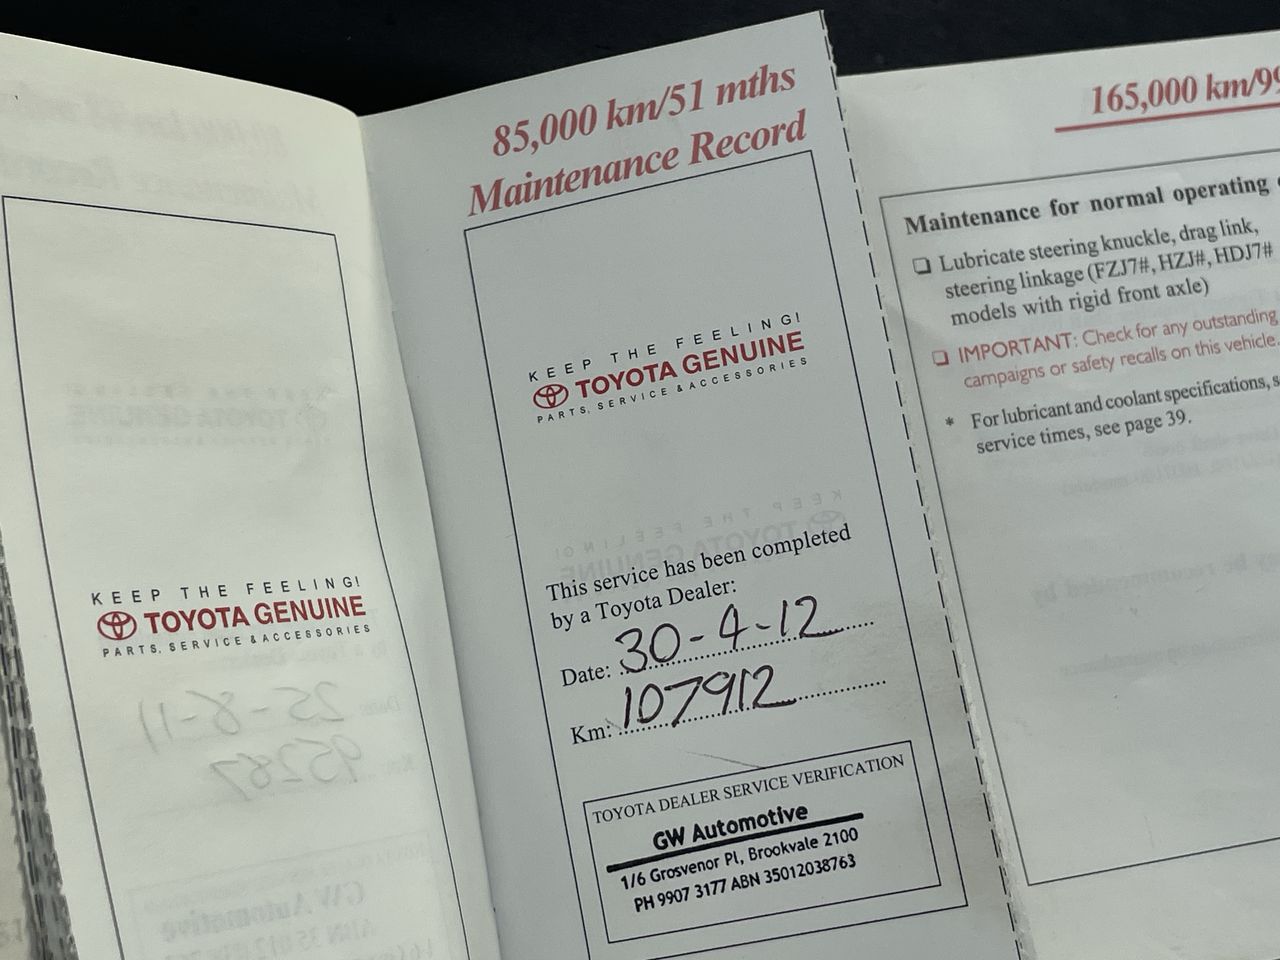 KEEP THE FEELING!
TOYOTA GENUINE
PARTS, SERVICE & ACCESSORIES
85,000 km/51 mths
Maintenance Record
KEEP THE FEELING!
TOYOTA GENUINE
PARTS, SERVICE & ACCESSORIES
This service has been completed
by a Toyota Dealer:
Date: 30-4-12
Km: 107912
TOYOTA DEALER SERVICE VERIFICATION
GW Automotive
1/6 Grosvenor Pl, Brookvale 2100
PH 9907 3177 ABN 35012038763
165,000 km/99
Maintenance for normal operating
❏ Lubricate steering knuckle, drag link,
steering linkage (FZJ7#, HZJ#, HDJ7#
models with rigid front axle)
❏ IMPORTANT: Check for any outstanding
campaigns or safety recalls on this vehicle.
* For lubricant and coolant specifications,
service times, see page 39.